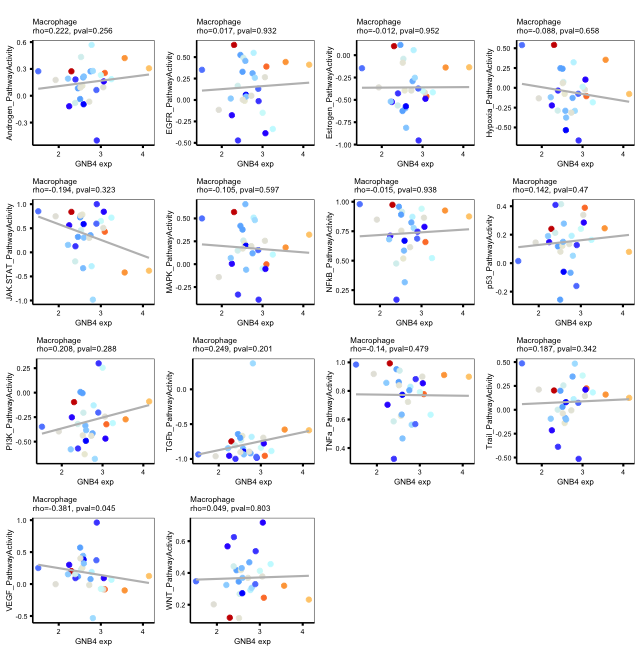 Macrophage
rho=0.222, pval=0.256
Androgen_PathwayActivity
0.6
0.3
0.0
-0.3
2
3
4
GNB4 exp
Macrophage
rho=0.017, pval=0.932
EGFR_PathwayActivity
0.50
0.25
0.00
-0.25
-0.50
2
3
4
GNB4 exp
Macrophage
rho=-0.012, pval=0.952
Estrogen_PathwayActivity
0.00
-0.25
-0.50
-0.75
-1.00
2
3
4
GNB4 exp
Macrophage
rho=-0.088, pval=0.658
Hypoxia_PathwayActivity
0.50
0.25
0.00
-0.25
-0.50
2
3
4
GNB4 exp
Macrophage
rho=-0.194, pval=0.323
JAK-STAT_PathwayActivity
1.0
0.5
0.0
-0.5
-1.0
2
3
4
GNB4 exp
Macrophage
rho=-0.105, pval=0.597
MAPK_PathwayActivity
0.50
0.25
0.00
-0.25
2
3
4
GNB4 exp
Macrophage
rho=-0.015, pval=0.938
NFkB_PathwayActivity
1.00
0.75
0.50
0.25
2
3
4
GNB4 exp
Macrophage
rho=0.142, pval=0.47
p53_PathwayActivity
0.4
0.2
0.0
-0.2
2
3
4
GNB4 exp
Macrophage
rho=0.208, pval=0.288
PI3K_PathwayActivity
0.25
0.00
-0.25
-0.50
2
3
4
GNB4 exp
Macrophage
rho=0.249, pval=0.201
TGFb_PathwayActivity
0.0
-0.5
-1.0
2
3
4
GNB4 exp
Macrophage
rho=-0.14, pval=0.479
TNFa_PathwayActivity
1.0
0.8
0.6
0.4
2
3
4
GNB4 exp
Macrophage
rho=0.187, pval=0.342
Trail_PathwayActivity
0.50
0.25
0.00
-0.25
-0.50
2
3
4
GNB4 exp
Macrophage
rho=-0.381, pval=0.045
VEGF_PathwayActivity
1.0
0.5
0.0
-0.5
2
3
4
GNB4 exp
Macrophage
rho=0.049, pval=0.803
WNT_PathwayActivity
0.6
0.4
0.2
2
3
4
GNB4 exp